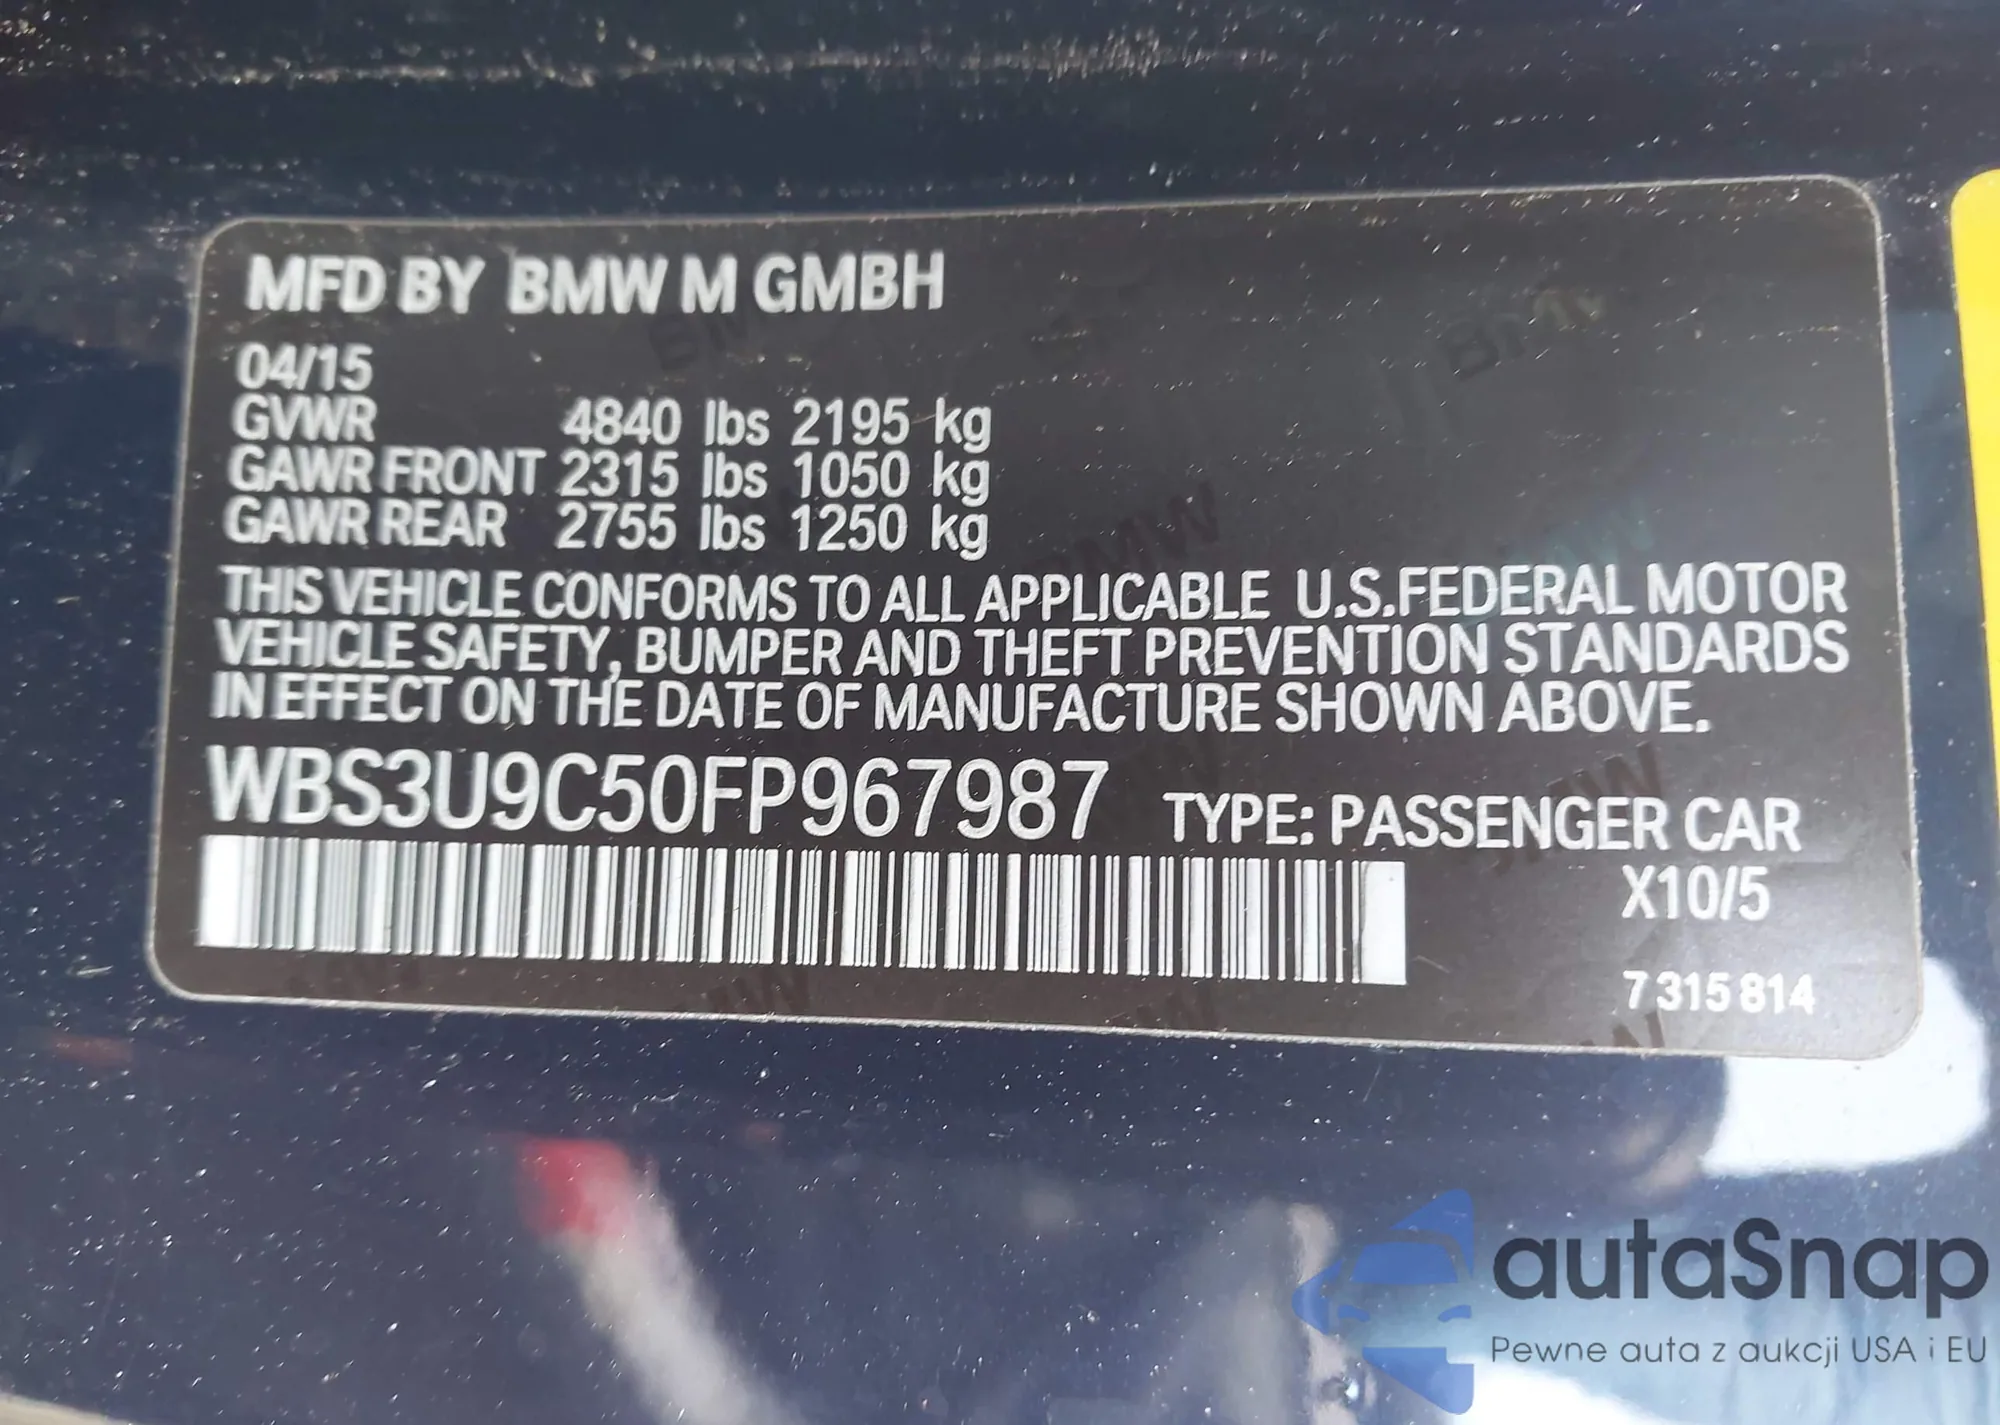 MFD BY BMW M GMBH
04/15
GVWR 4840 lbs 2195 kg
GAWR FRONT 2315 lbs 1050 kg
GAWR REAR 2755 lbs 1250 kg
THIS VEHICLE CONFORMS TO ALL APPLICABLE U.S.FEDERAL MOTOR
VEHICLE SAFETY, BUMPER AND THEFT PREVENTION STANDARDS
IN EFFECT ON THE DATE OF MANUFACTURE SHOWN ABOVE.
WBS3U9C50FP967987 TYPE: PASSENGER CAR
X10/5
7 315 814
autaSnap
Pewne auta z aukcji USA i EU